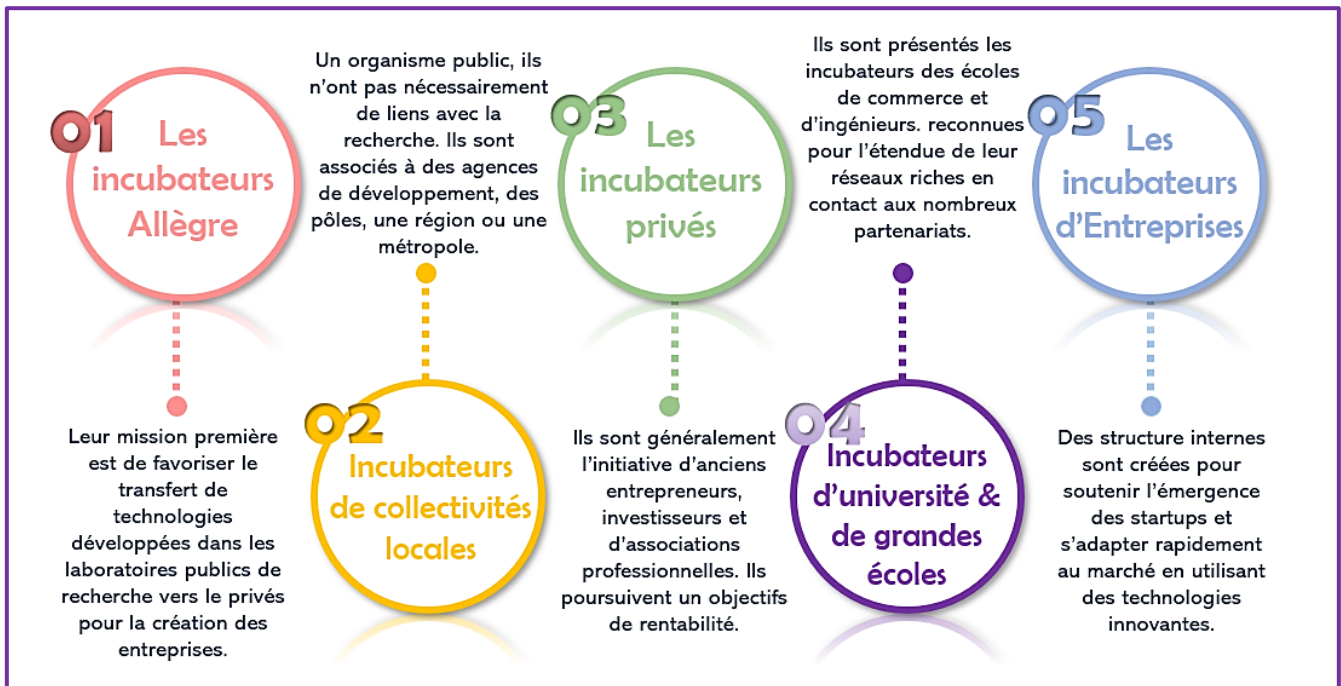 01
Les
incubateurs
Allègre
Leur mission première
est de favoriser le
transfert de
technologies
développées dans les
laboratoires publics de
recherche vers le privés
pour la création des
entreprises.
Un organisme public, ils
n'ont pas nécessairement
de liens avec la
recherche. Ils sont
associés à des agences
de développement, des
pôles, une région ou une
métropole.
02
Incubateurs
de collectivités
locales
03
Les
incubateurs
privés
Ils sont généralement
l'initiative d'anciens
entrepreneurs,
investisseurs et
d'associations
professionnelles. Ils
poursuivent un objectifs
de rentabilité.
Ils sont présentés les
incubateurs des écoles
de commerce et
d'ingénieurs. reconnues
pour l'étendue de leur
réseaux riches en
contact aux nombreux
partenariats.
04
Incubateurs
d'université &
de grandes
écoles
05
Les
incubateurs
d'Entreprises
Des structure internes
sont créées pour
soutenir l'émergence
des startups et
s'adapter rapidement
au marché en utilisant
des technologies
innovantes.